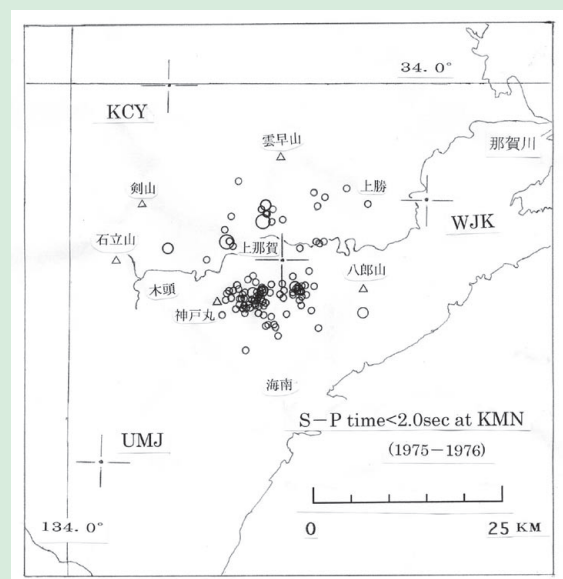 34.0°
KCY
那賀川
雲早山
剣山
上勝
WJK
石立山
上那賀
八郎山
木頭
神戸丸
海南
S−P time<2.0sec at KMN
(1975−1976)
UMJ
134.0°
0 25 KM